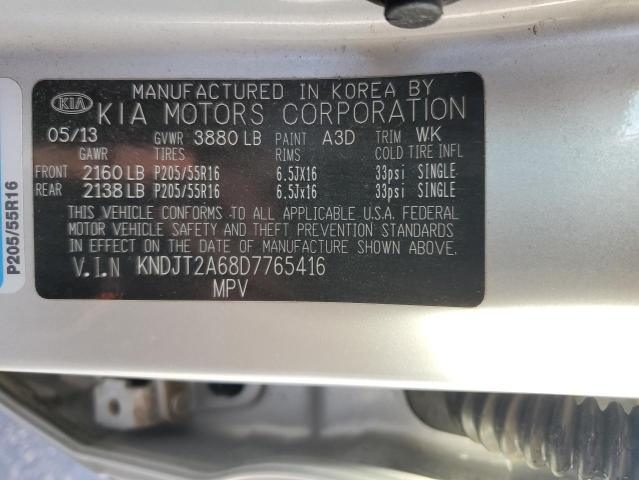 MANUFACTURED IN KOREA BY
KIA KIA MOTORS CORPORATION
05/13 GVWR 3880 LB PAINT A3D TRIM WK
GAWR TIRES RIMS COLD TIRE INFL
FRONT 2160 LB P205/55R16 6.5JX16 33psi SINGLE
REAR 2138 LB P205/55R16 6.5Jx16 33psi SINGLE
THIS VEHICLE CONFORMS TO ALL APPLICABLE U.S.A. FEDERAL
MOTOR VEHICLE SAFETY AND THEFT PREVENTION STANDARDS
IN EFFECT ON THE DATE OF MANUFACTURE SHOWN ABOVE.
V.I.N KNDJT2A68D7765416
MPV
P205/55R16